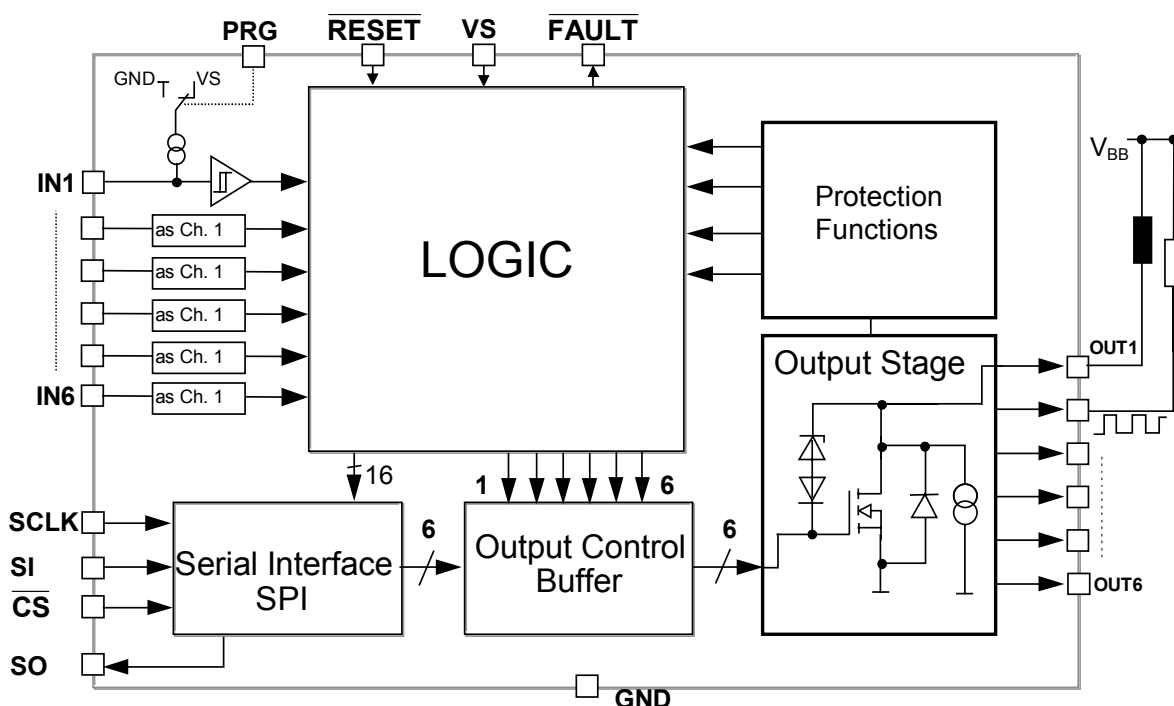 PRG
RESET
VS
FAULT
GND
VS
IN1
as Ch. 1
as Ch. 1
as Ch. 1
as Ch. 1
IN6
as Ch. 1
LOGIC
Protection
Functions
V_BB
Output Stage
OUT1
OUT6
16
1
6
SCLK
SI
CS
SO
Serial Interface
SPI
6
Output Control
Buffer
6
GND